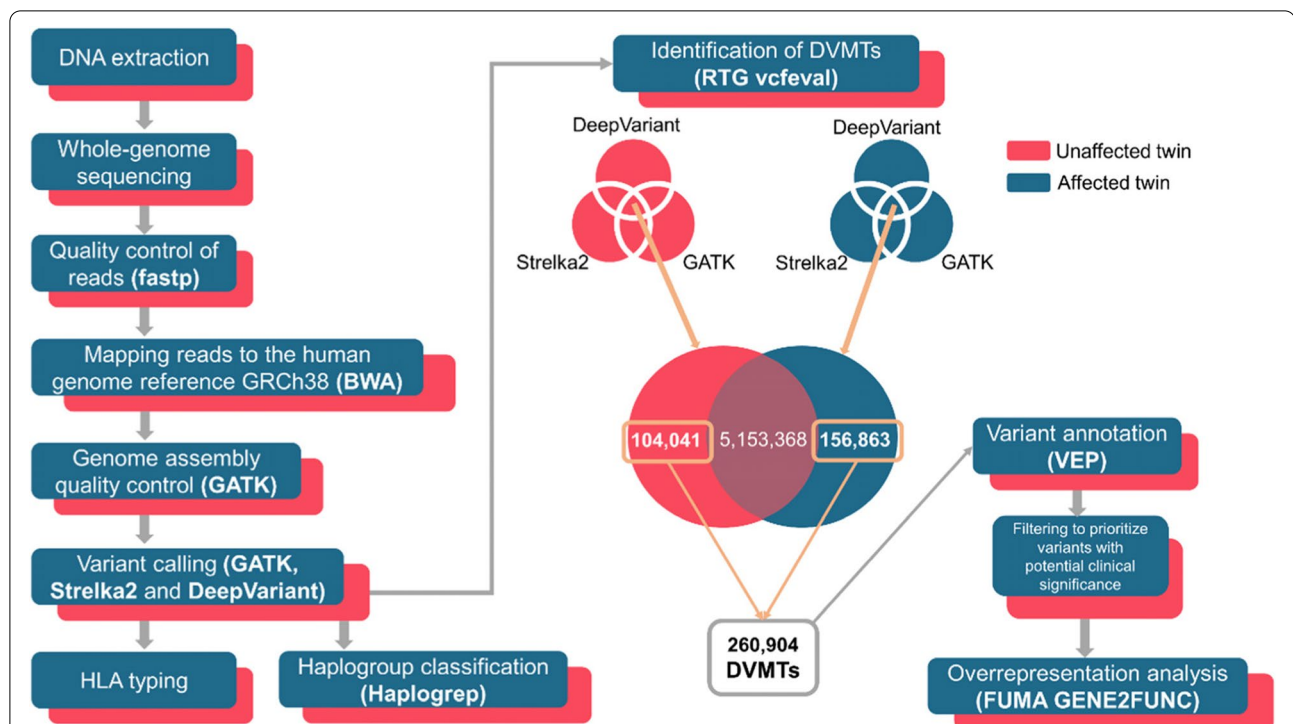 DNA extraction
Whole-genome
sequencing
Quality control of
reads (fastp)
Mapping reads to the human
genome reference GRCh38 (BWA)
Genome assembly
quality control (GATK)
Variant calling (GATK,
Strelka2 and DeepVariant)
HLA typing
Haplogroup classification
(Haplogrep)
Identification of DVMTs
(RTG vcfeval)
DeepVariant
Strelka2
GATK
DeepVariant
Strelka2
GATK
Unaffected twin
Affected twin
104,041
5,153,368
156,863
260,904
DVMTs
Variant annotation
(VEP)
Filtering to prioritize
variants with
potential clinical
significance
Overrepresentation analysis
(FUMA GENE2FUNC)